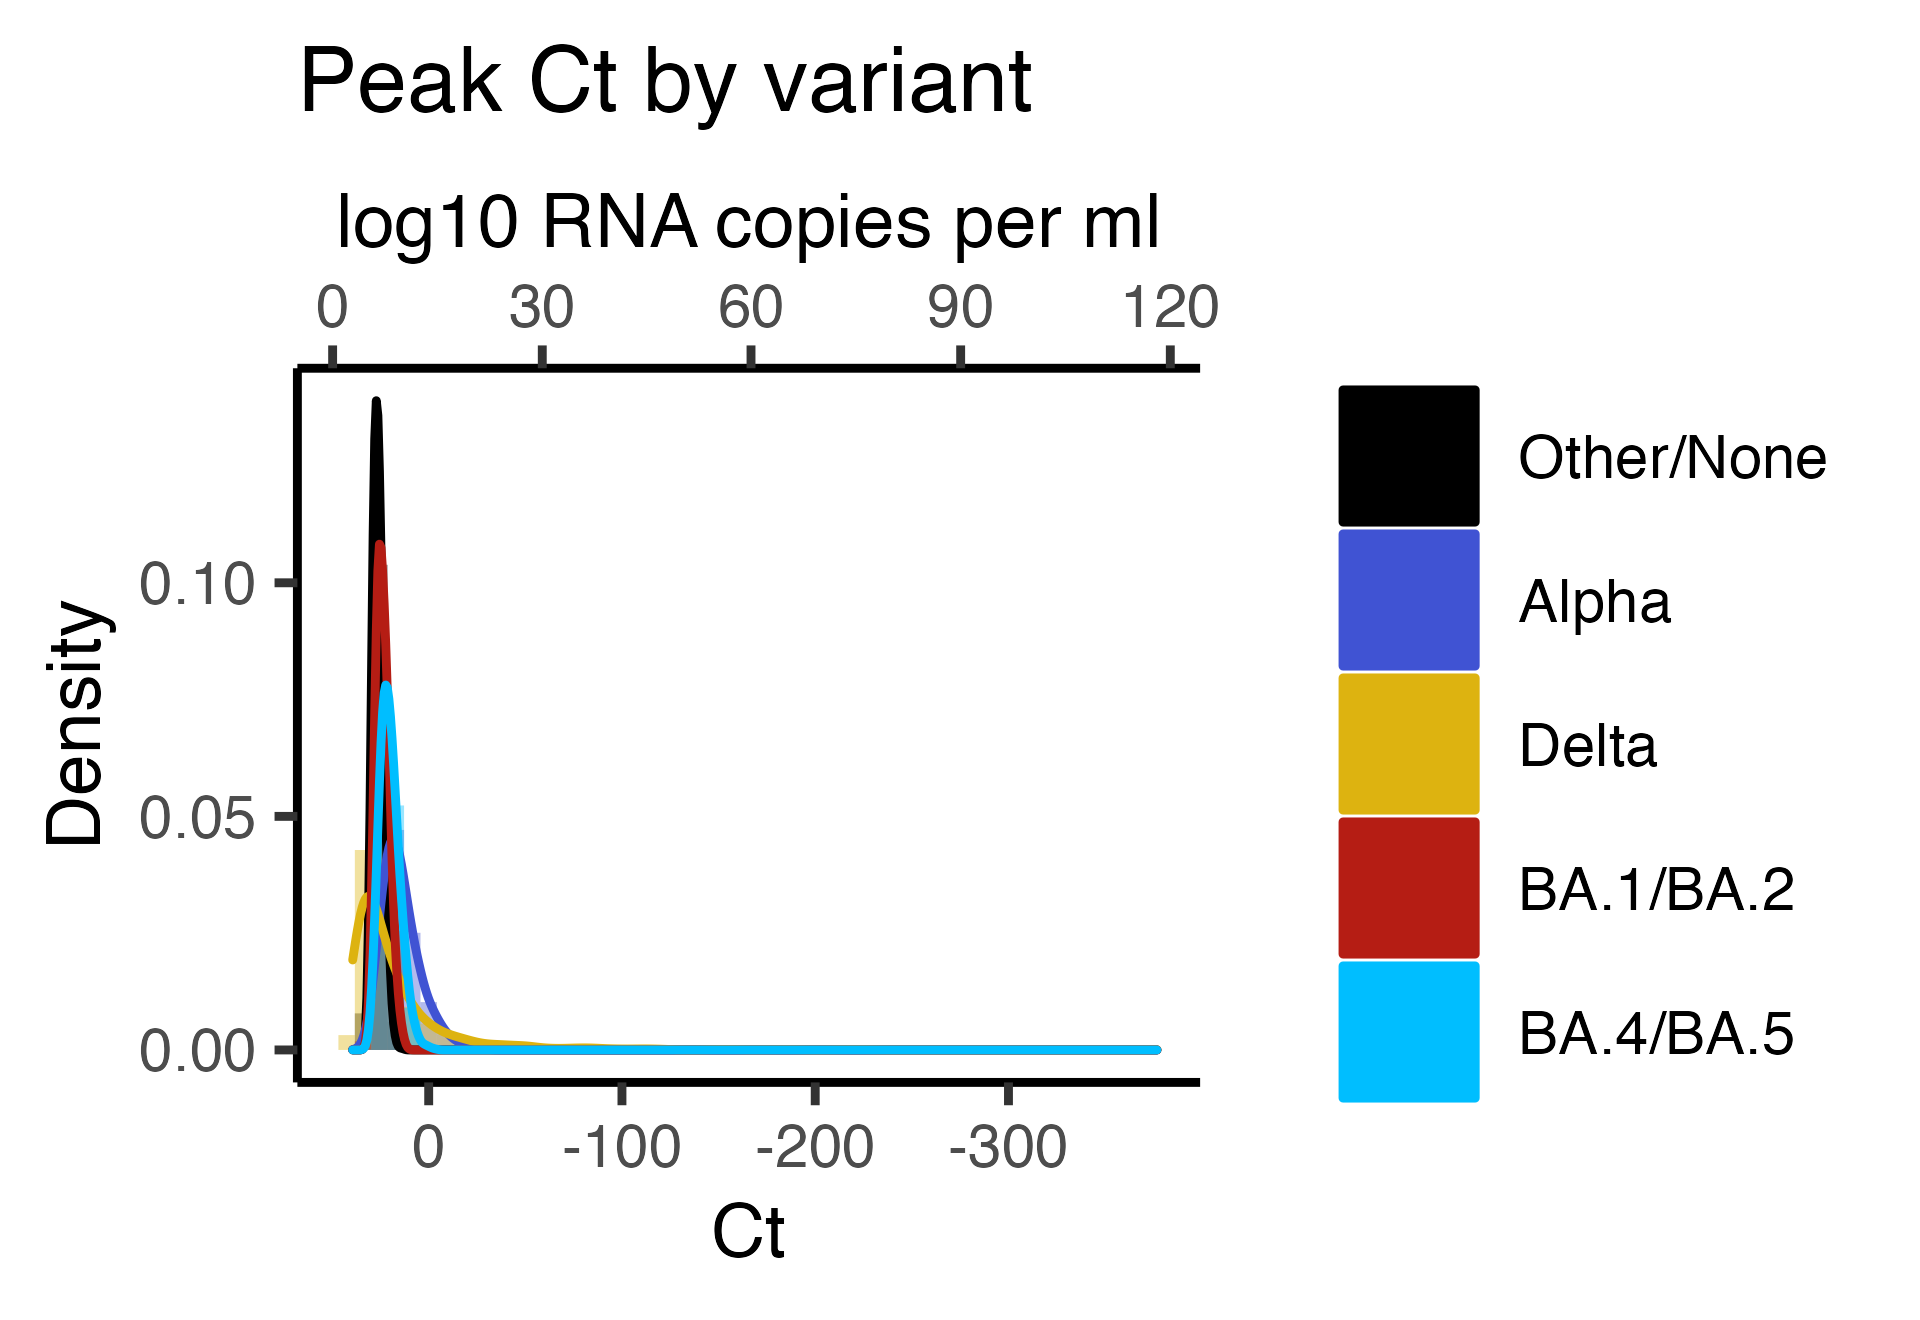 Peak Ct by variant
log10 RNA copies per ml
0 30 60 90 120
Density
0.10
0.05
0.00
0 -100 -200 -300
Ct
Other/None
Alpha
Delta
BA.1/BA.2
BA.4/BA.5